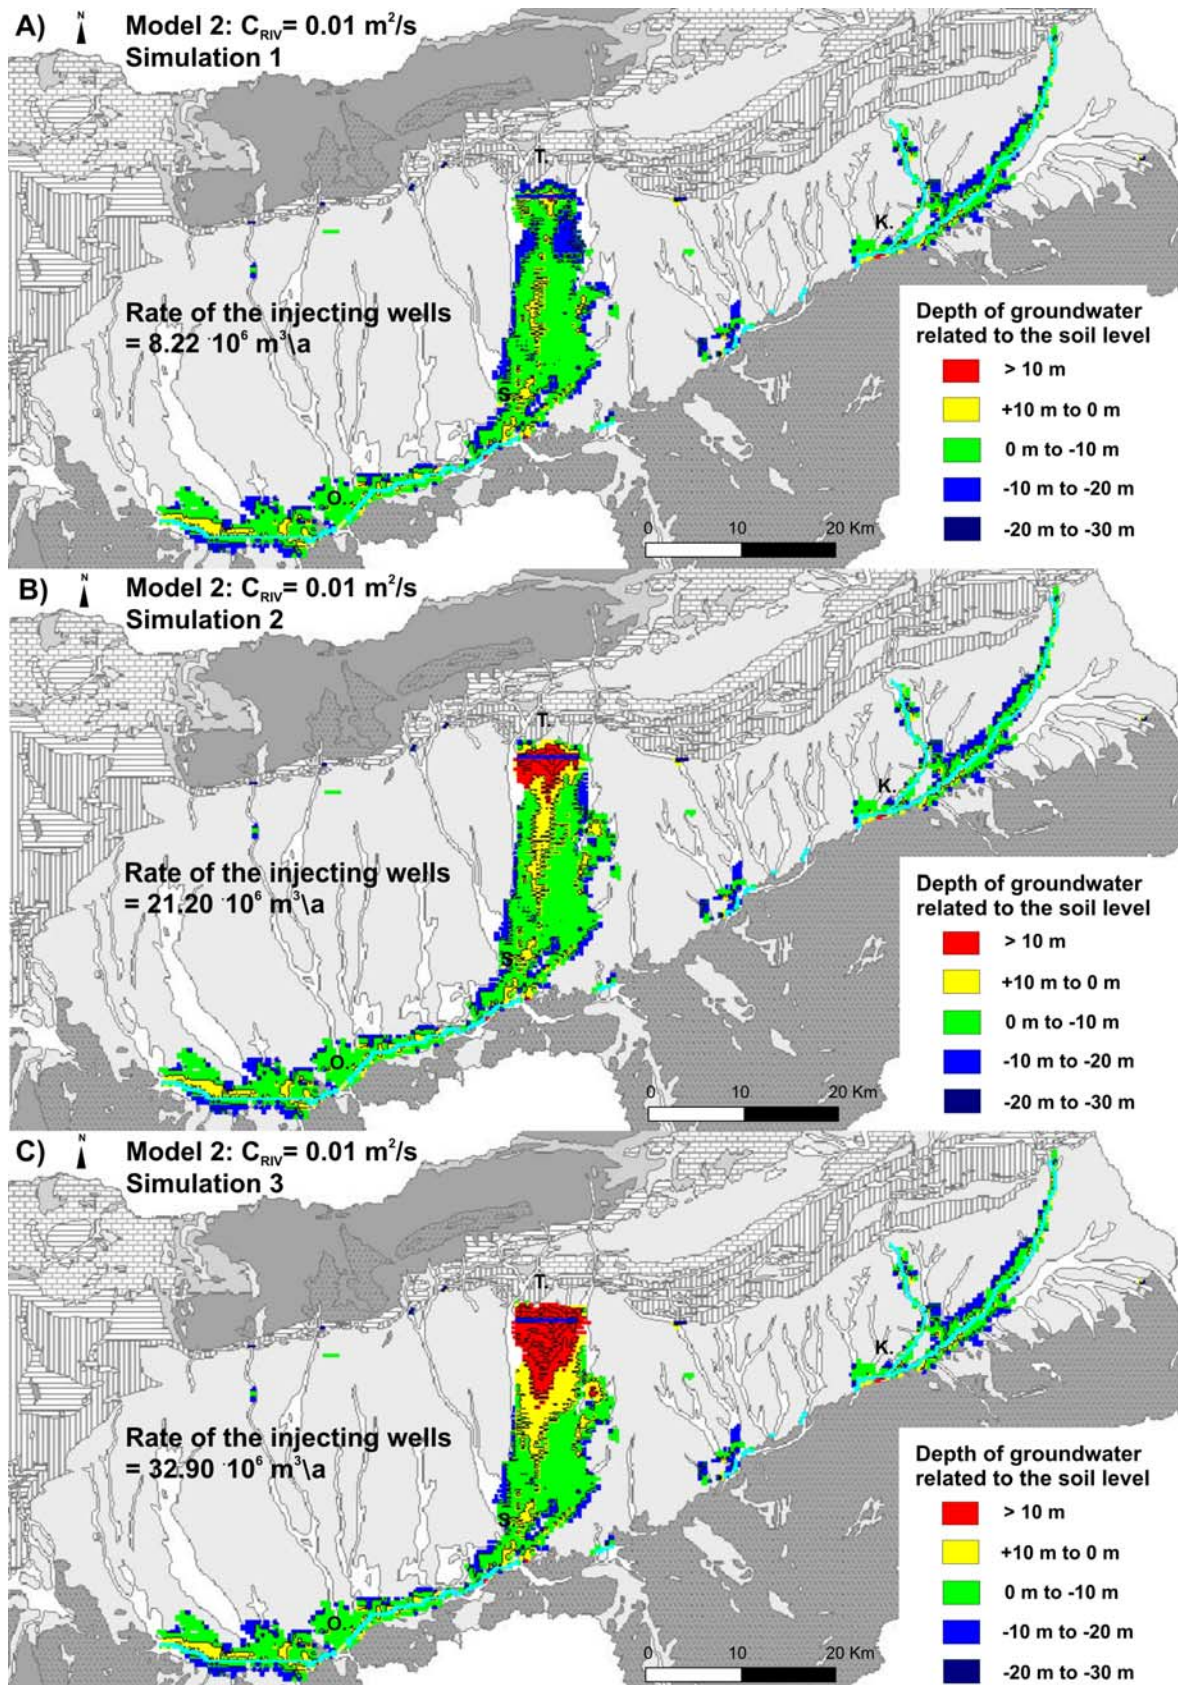 A)
N
Model 2: C_RIV= 0.01 m²/s
Simulation 1
T.
K.
Rate of the injecting wells
= 8.22 ·10⁶ m³\a
S.
O.
Depth of groundwater
related to the soil level
> 10 m
+10 m to 0 m
0 m to -10 m
-10 m to -20 m
-20 m to -30 m
0 10 20 Km
B)
N
Model 2: C_RIV= 0.01 m²/s
Simulation 2
T.
K.
Rate of the injecting wells
= 21.20 ·10⁶ m³\a
S.
O.
Depth of groundwater
related to the soil level
> 10 m
+10 m to 0 m
0 m to -10 m
-10 m to -20 m
-20 m to -30 m
0 10 20 Km
C)
N
Model 2: C_RIV= 0.01 m²/s
Simulation 3
T.
K.
Rate of the injecting wells
= 32.90 ·10⁶ m³\a
S.
O.
Depth of groundwater
related to the soil level
> 10 m
+10 m to 0 m
0 m to -10 m
-10 m to -20 m
-20 m to -30 m
0 10 20 Km